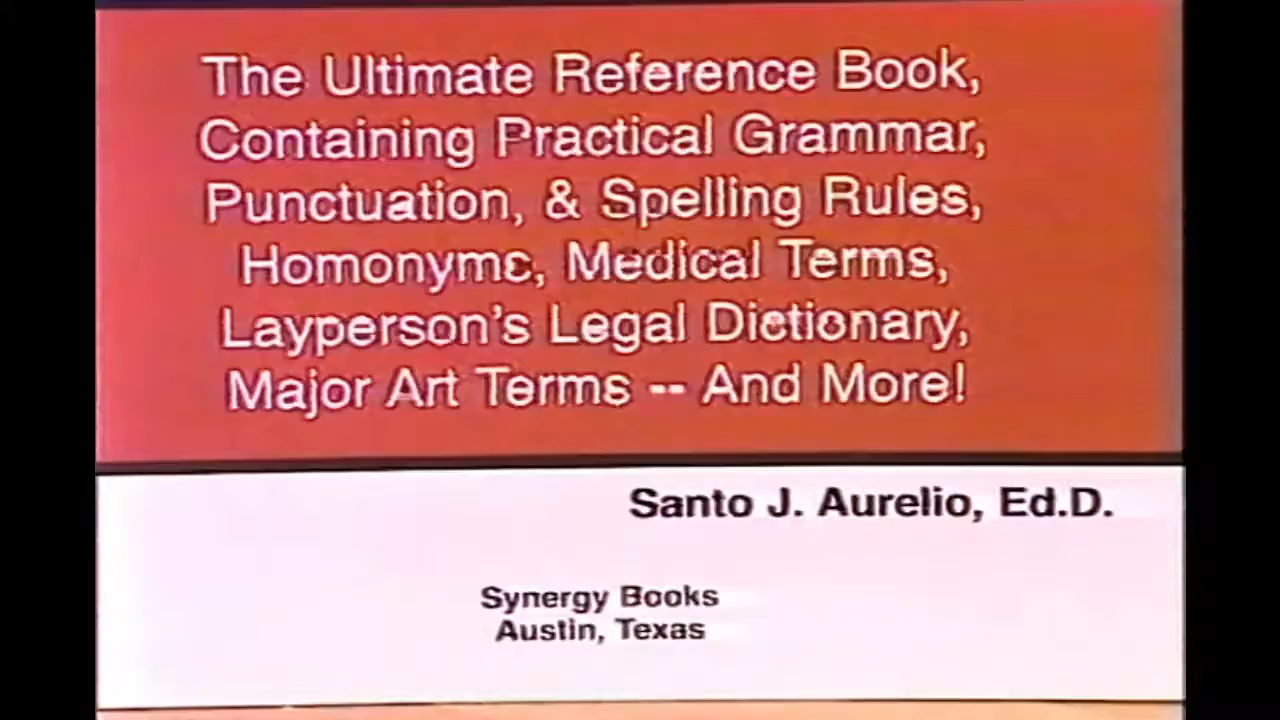 The Ultimate Reference Book,
Containing Practical Grammar,
Punctuation, & Spelling Rules,
Homonyms, Medical Terms,
Layperson's Legal Dictionary,
Major Art Terms -- And More!
Santo J. Aurelio, Ed.D.
Synergy Books
Austin, Texas